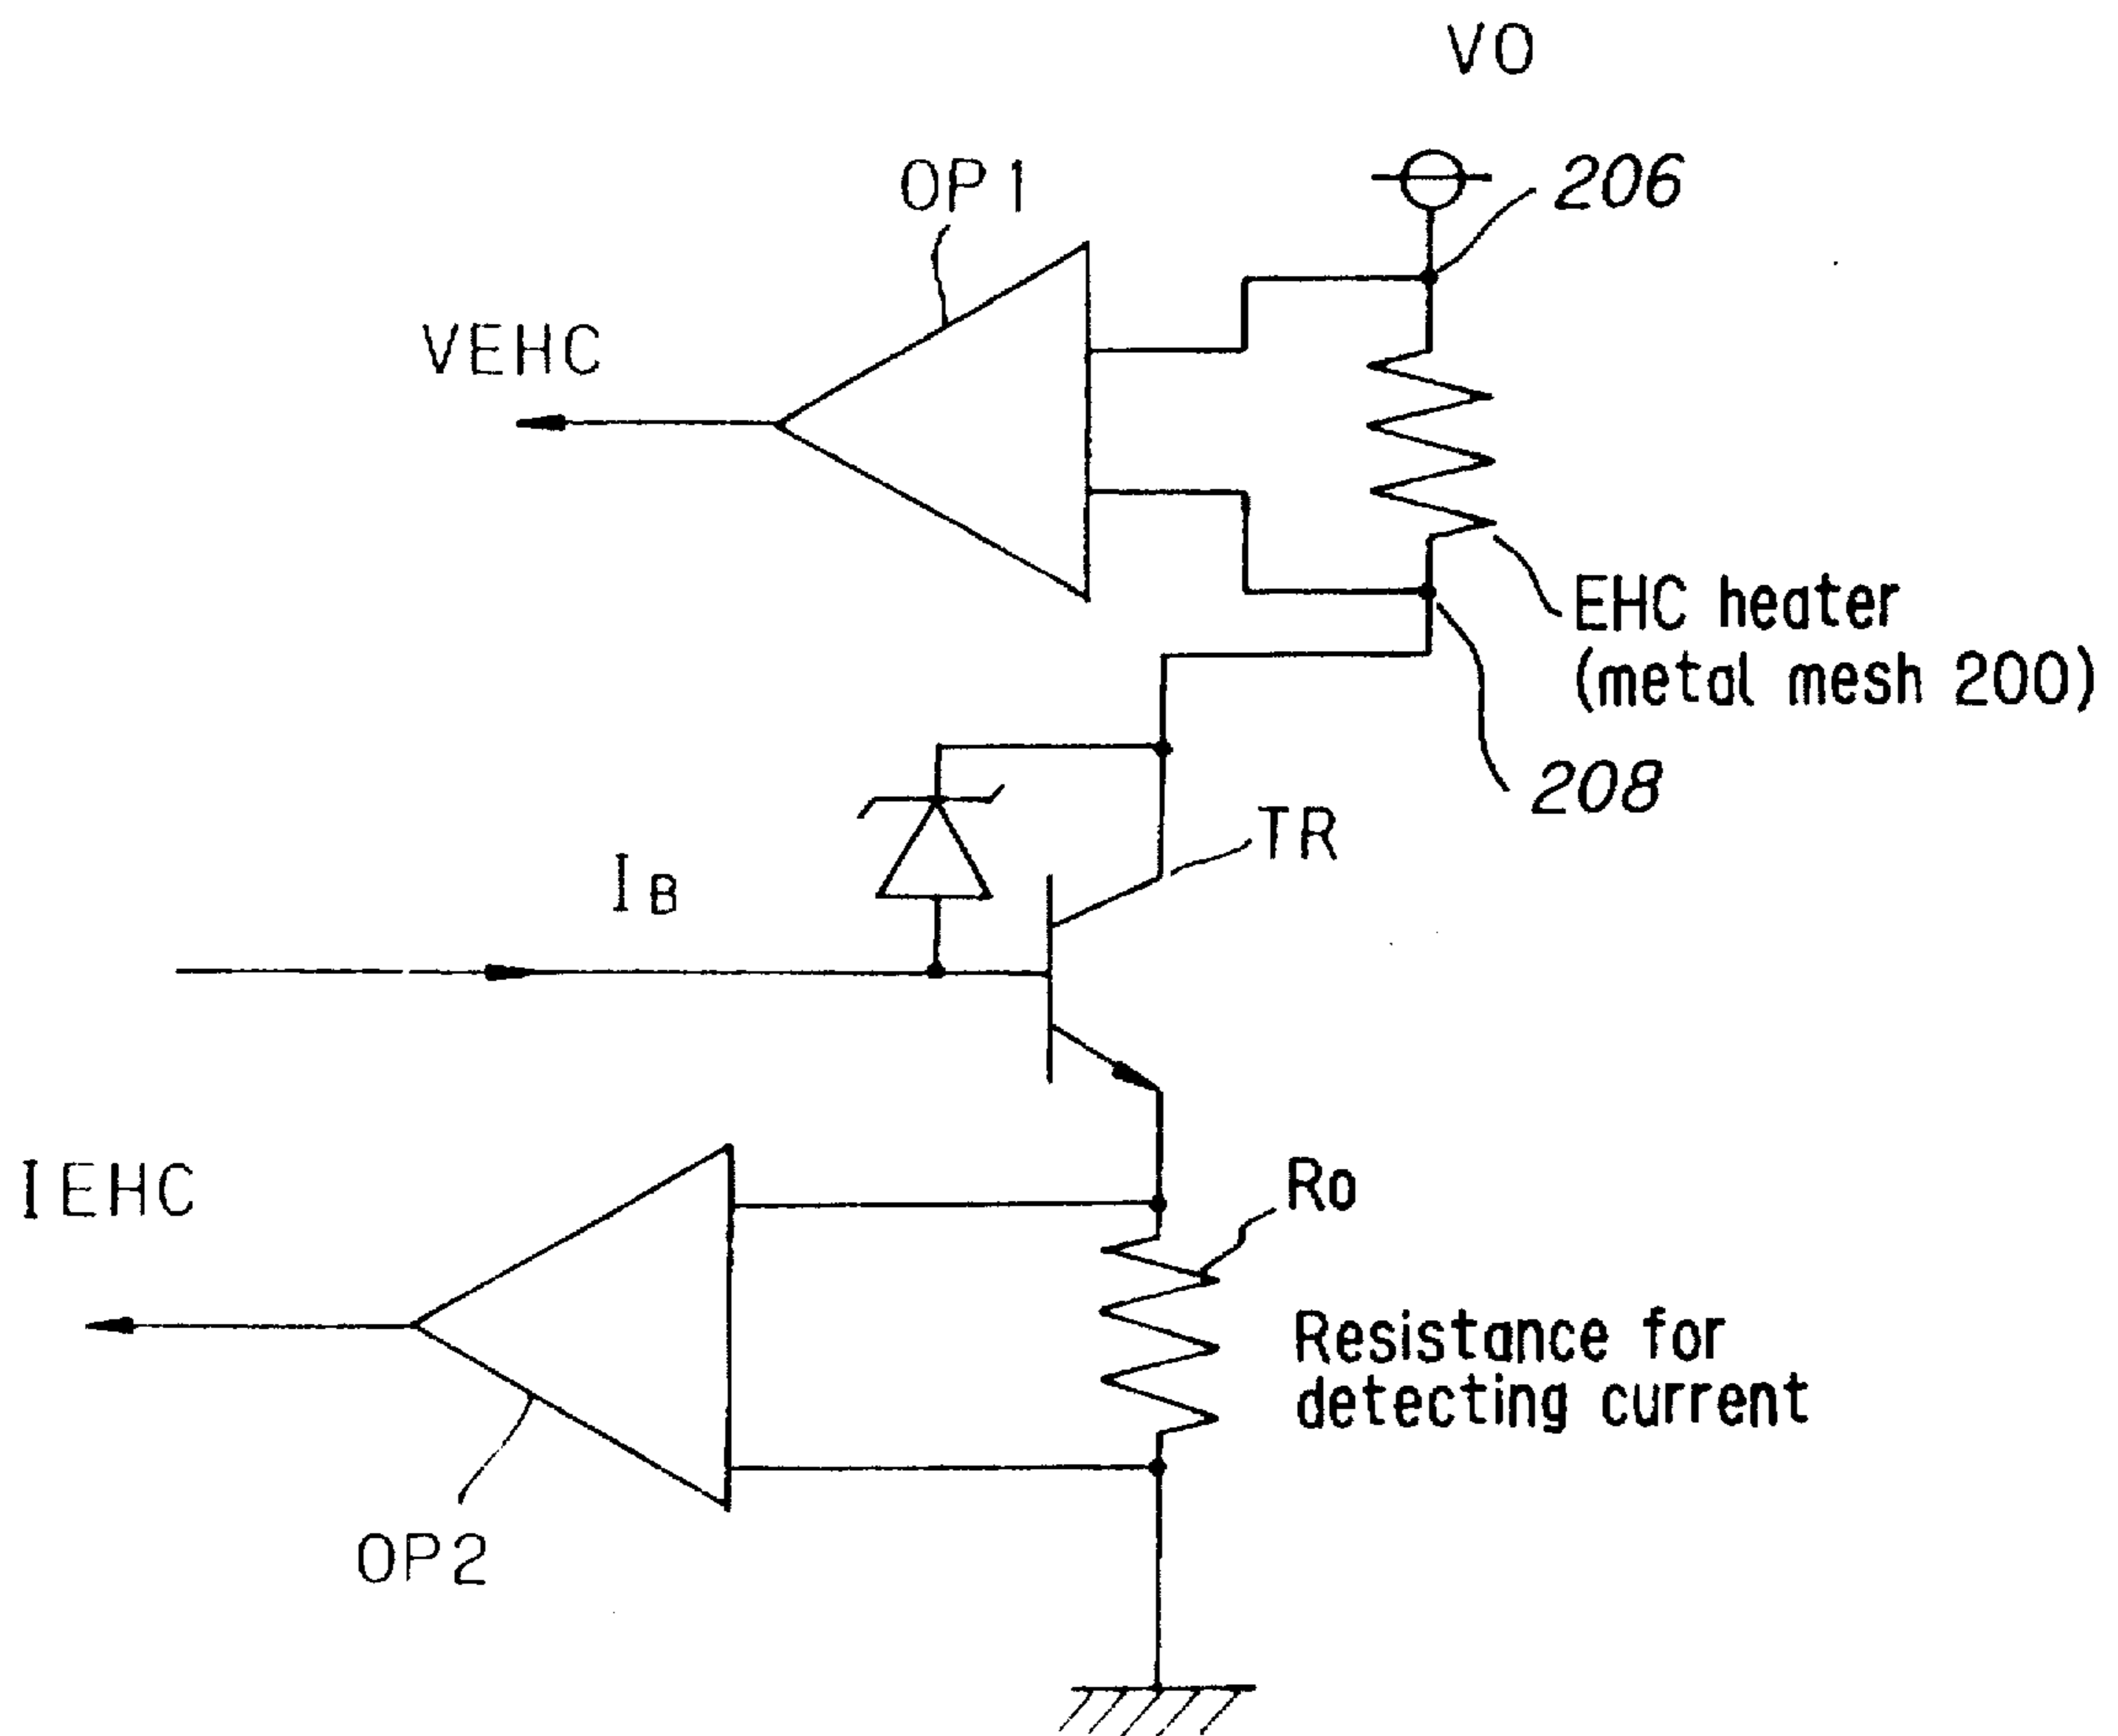 VO
OP1
206
VEHC
EHC heater
(metal mesh 200)
208
TR
IB
IEHC
Ro
Resistance for
detecting current
OP2